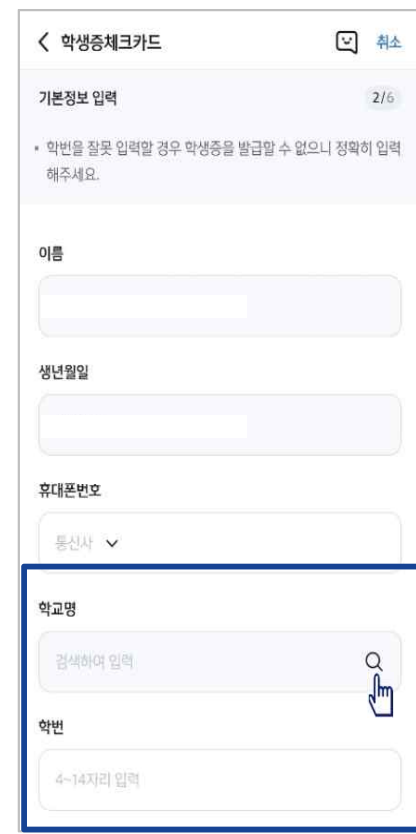 학생증체크카드
취소
기본정보 입력
2/6
학번을 잘못 입력할 경우 학생증을 발급할 수 없으니 정확히 입력
해주세요.
이름
생년월일
휴대폰번호
통신사
학교명
검색하여 입력
학번
4~14자리 입력